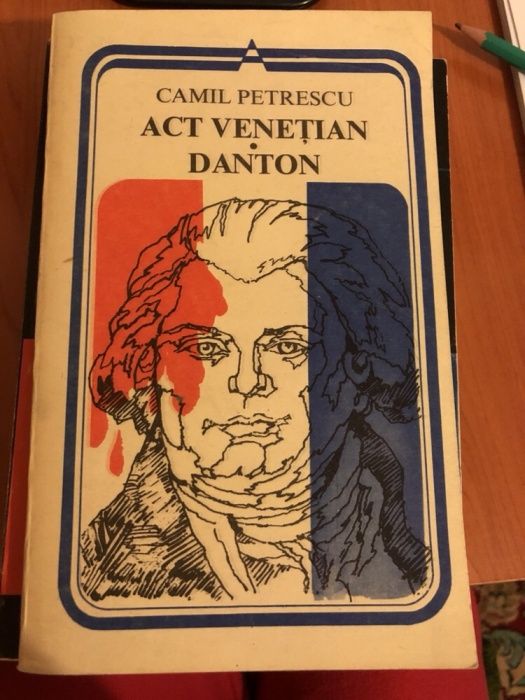 CAMIL PETRESCU
ACT VENEȚIAN
•
DANTON